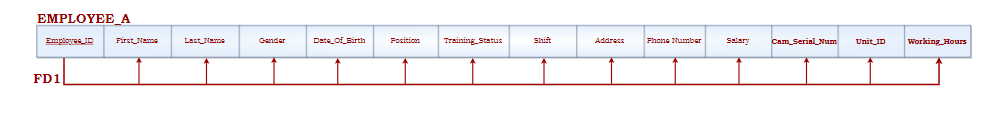 EMPLOYEE_A
Employee_ID First_Name Last_Name Gender Date_Of_Birth Position Training_Status Shift Address Phone Number Salary Cam_Serial_Num Unit_ID Working_Hours
FD1